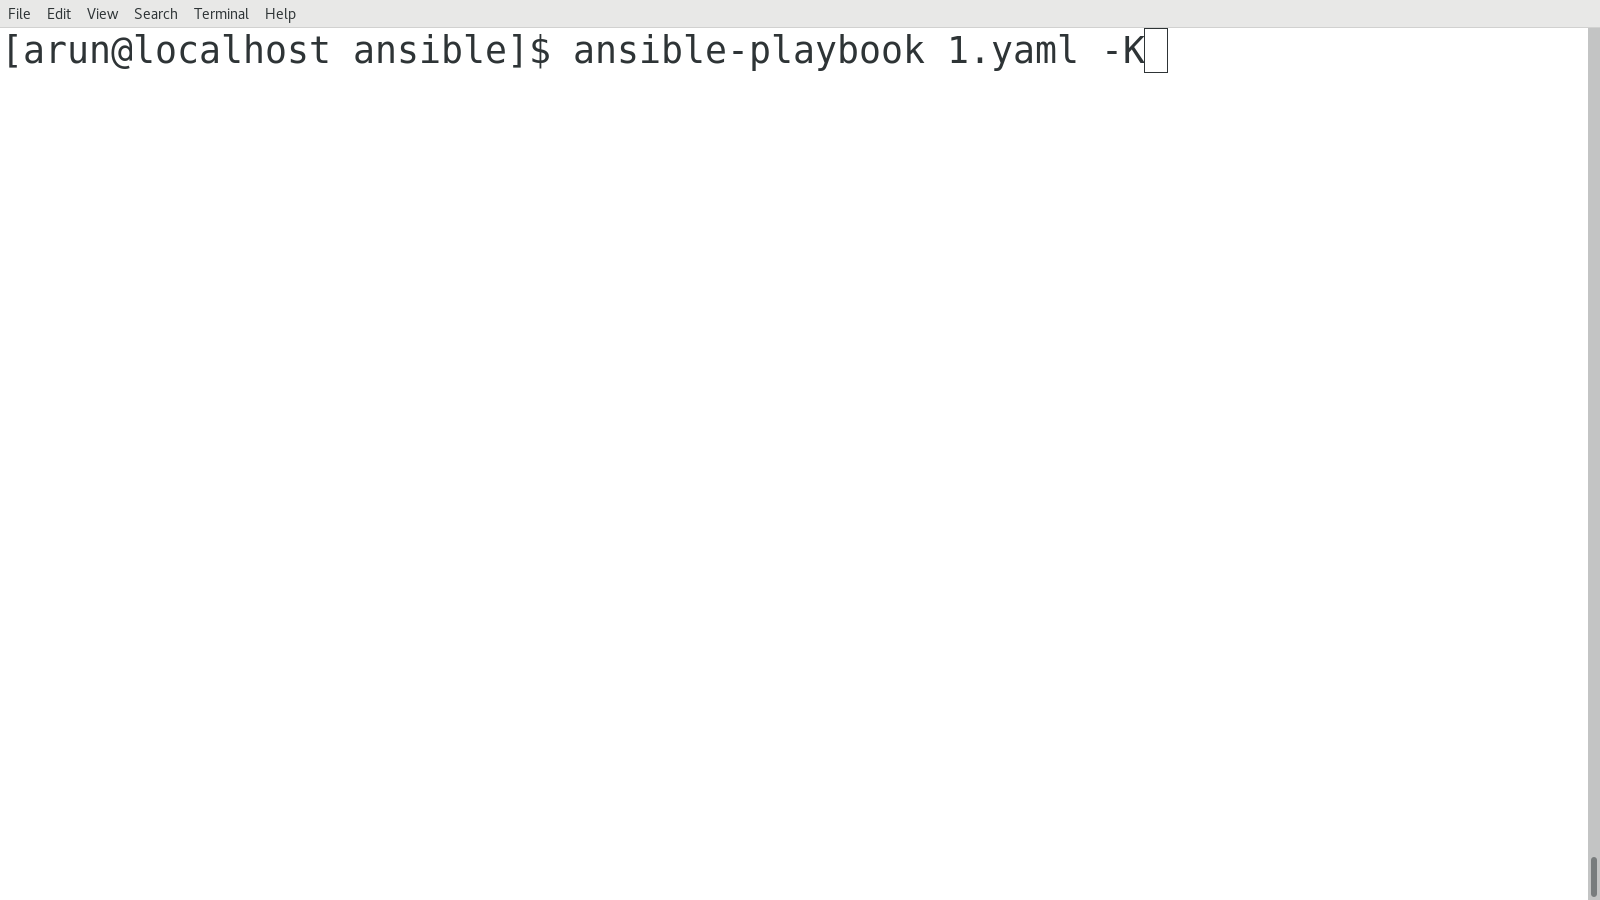 File Edit View Search Terminal Help
[arun@localhost ansible]$ ansible-playbook 1.yaml -K